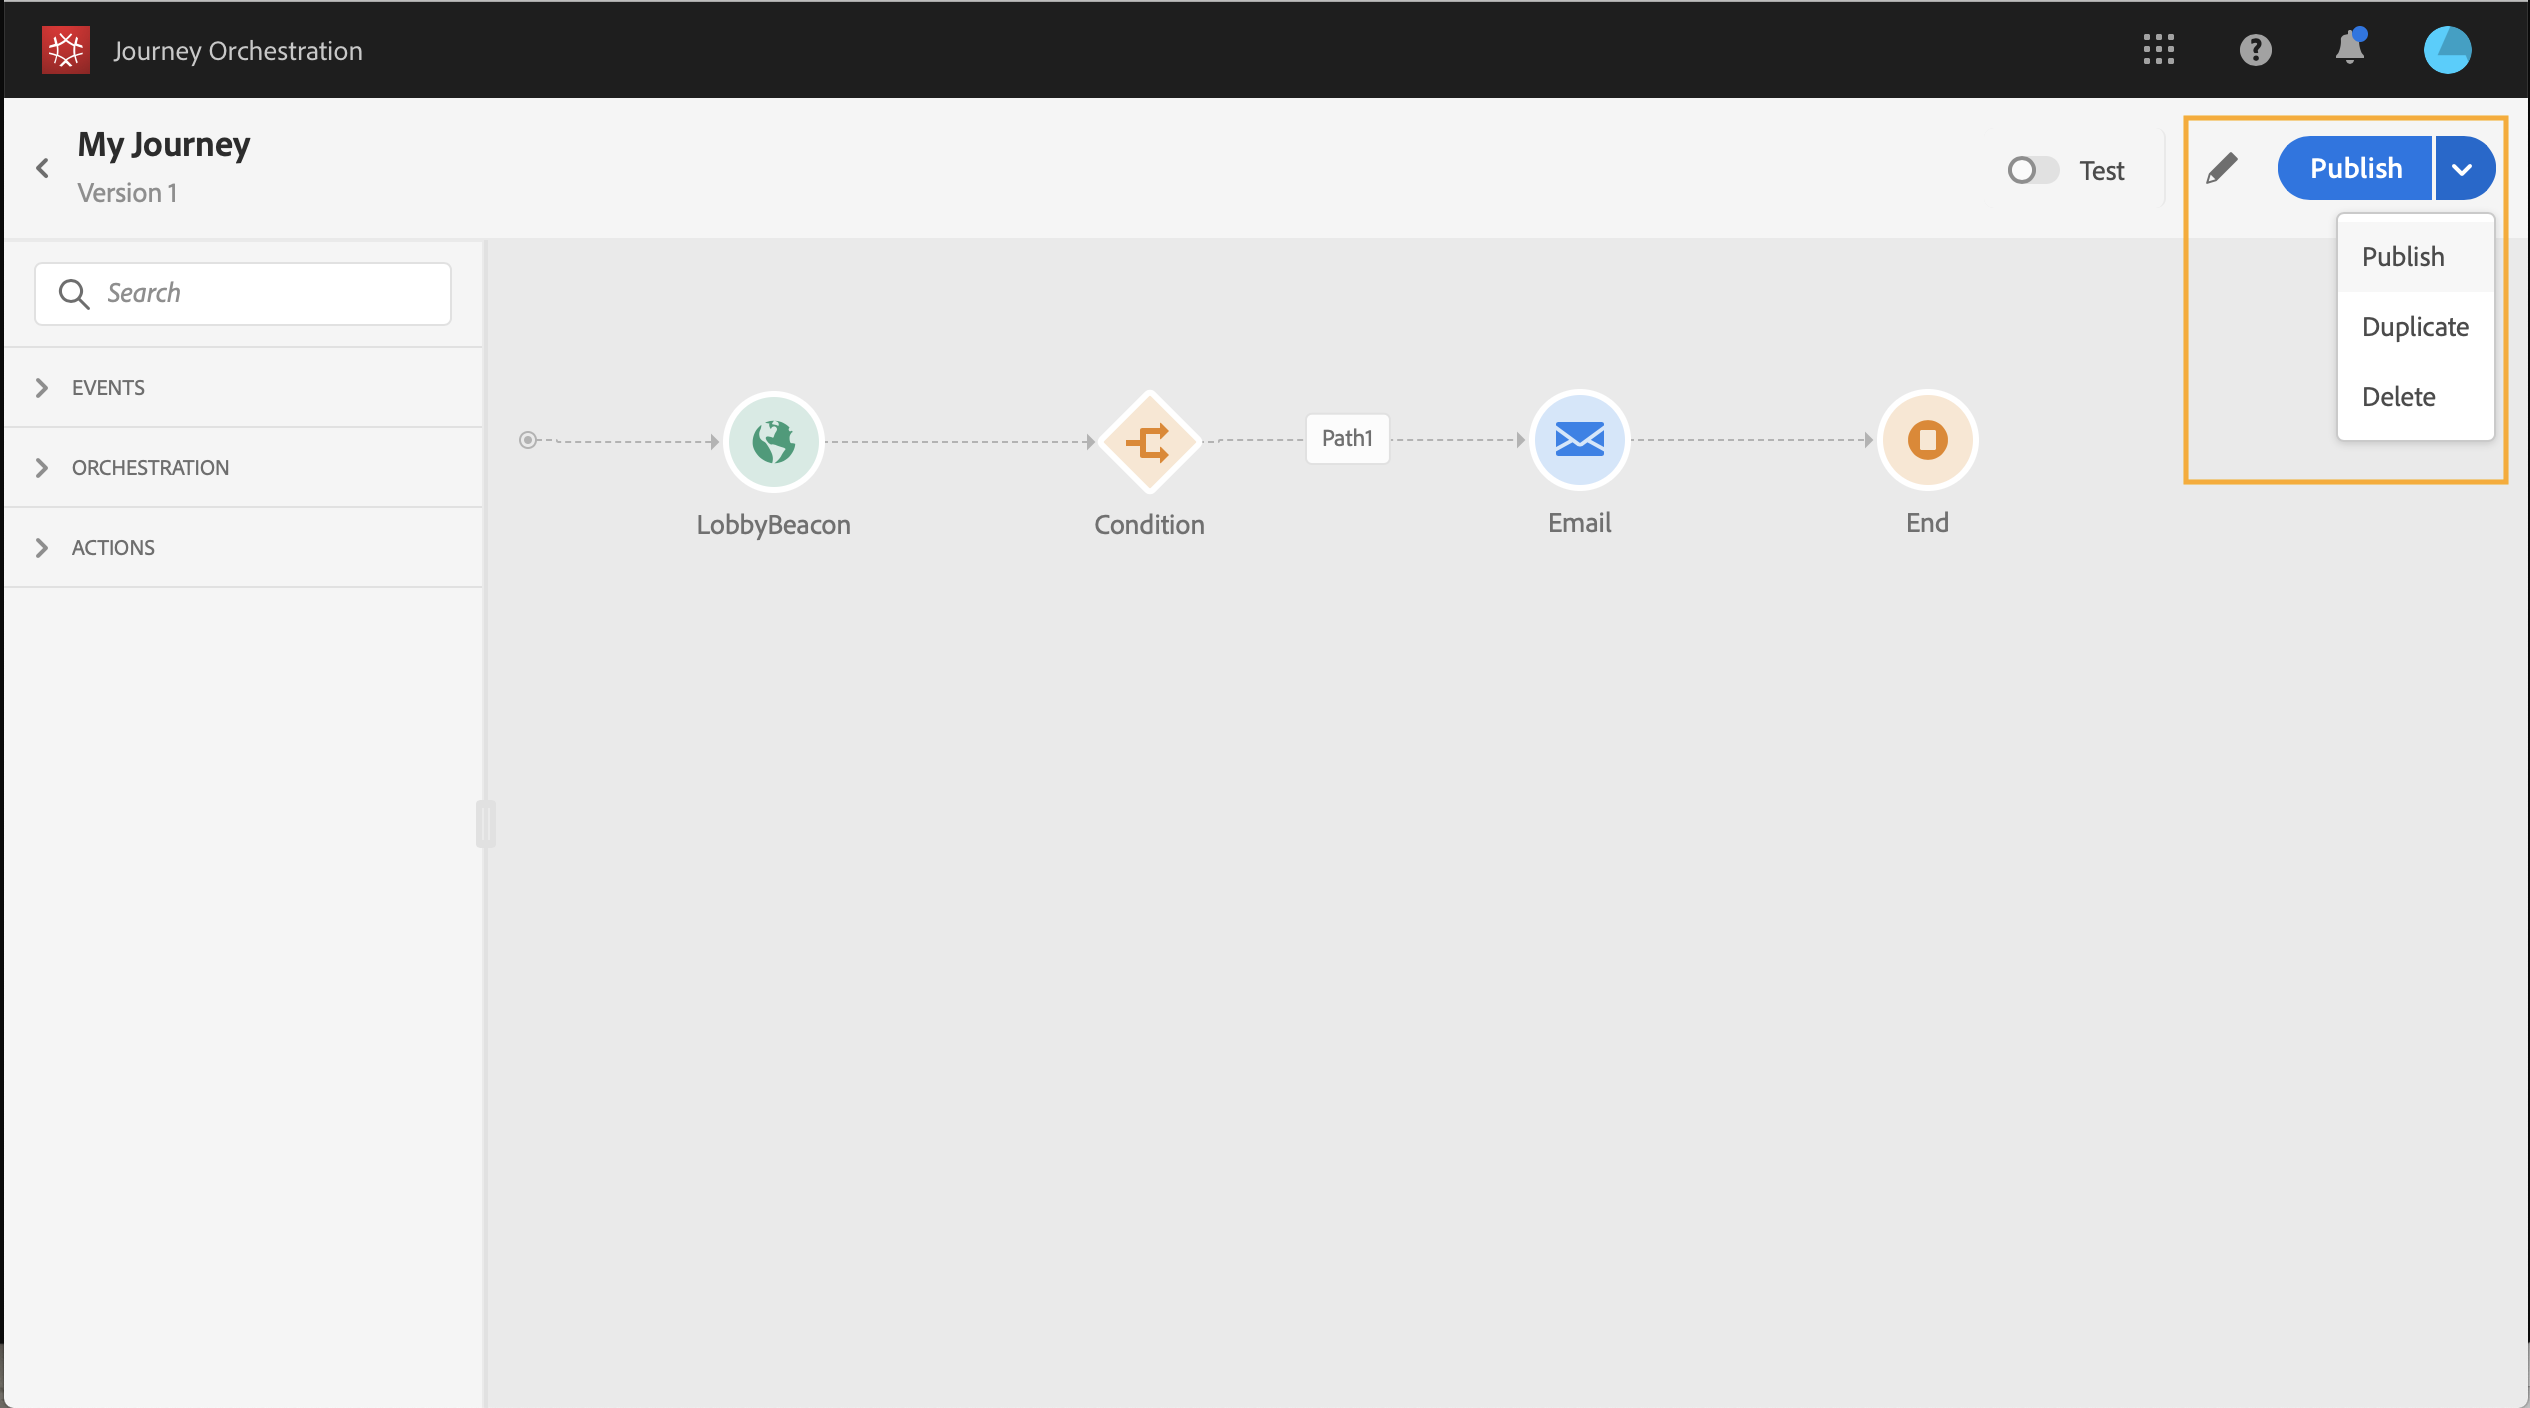 Journey Orchestration
My Journey
Version 1
Test
Publish
Publish
Duplicate
Delete
Search
EVENTS
ORCHESTRATION
ACTIONS
Path1
LobbyBeacon
Condition
Email
End